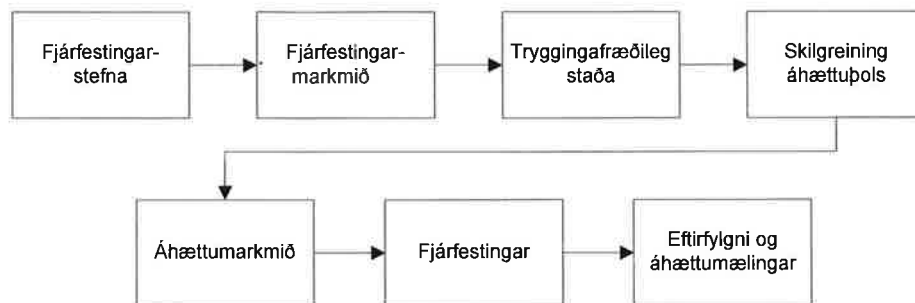 Fjárfestingar-
stefna
Fjárfestingar-
markmið
Tryggingafræðileg
staða
Skilgreining
áhættuþols
Áhættumarkmið
Fjárfestingar
Eftirfylgni og
áhættumælingar